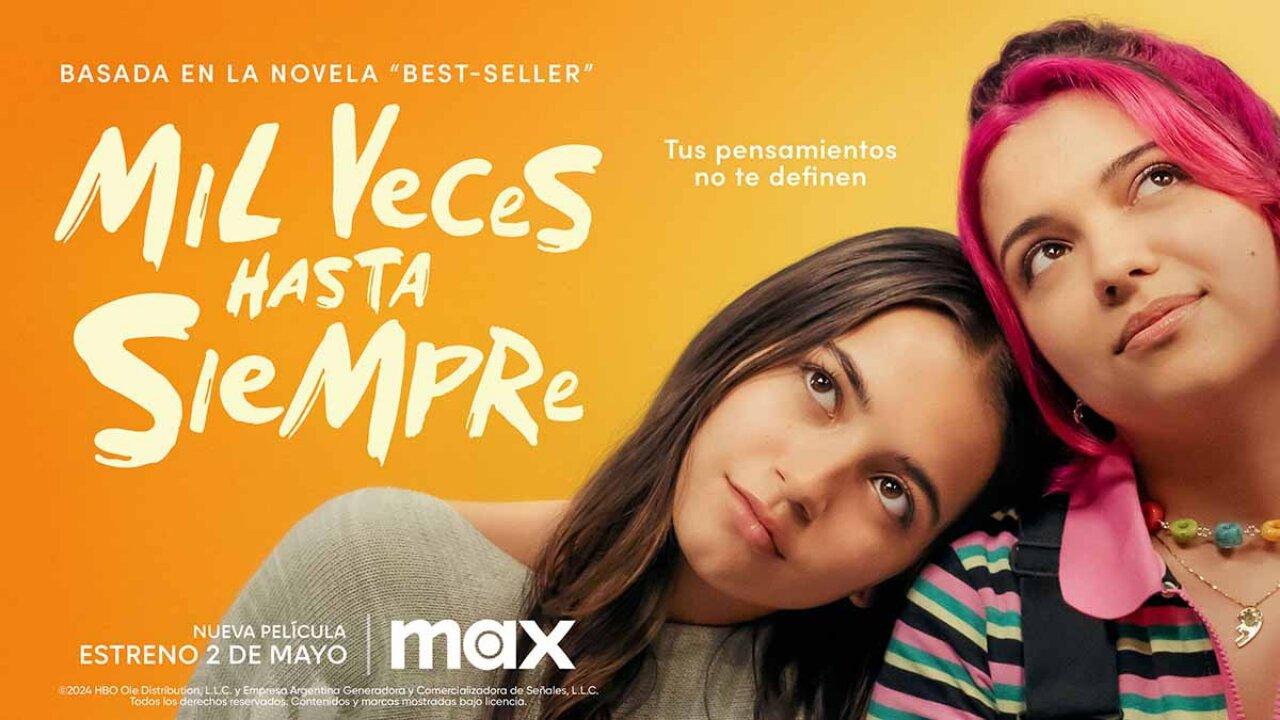 BASADA EN LA NOVELA “BEST-SELLER”
MIL VeCeS
HASTA
SIeMPRe
Tus pensamientos
no te definen
NUEVA PELÍCULA
ESTRENO 2 DE MAYO
max
©2024 HBO Ole Distribution, L.L.C. y Empresa Argentina Generadora y Comercializadora de Señales, L.L.C.
Todos los derechos reservados. Contenidos y marcas mostradas bajo licencia.